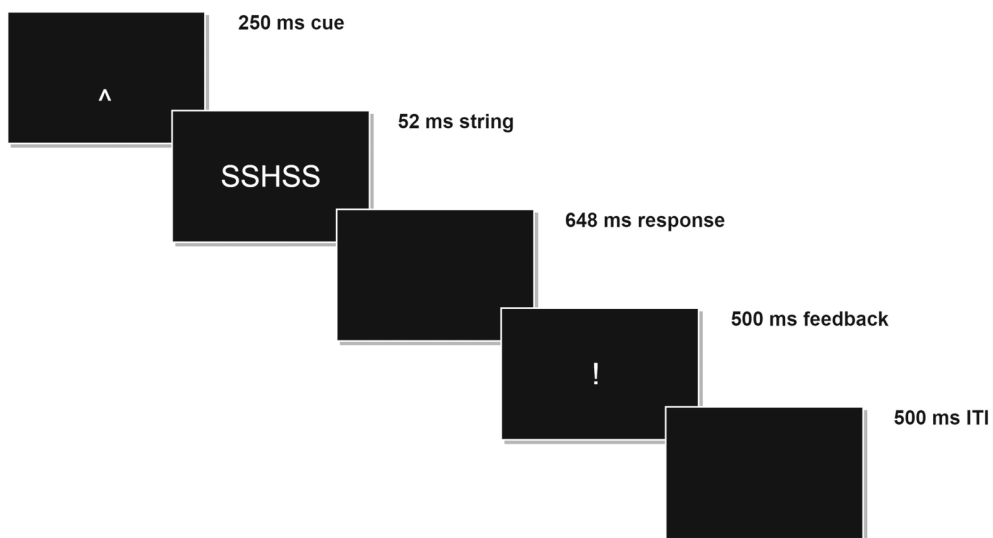 250 ms cue
^
52 ms string
SSHSS
648 ms response
500 ms feedback
!
500 ms ITI